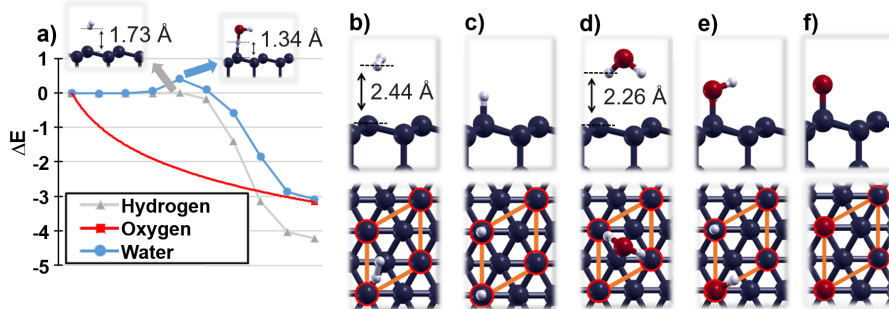 a)
b)
c)
d)
e)
f)
1.73 Å
1.34 Å
2.44 Å
2.26 Å
ΔE
1
0
-1
-2
-3
-4
-5
Hydrogen
Oxygen
Water